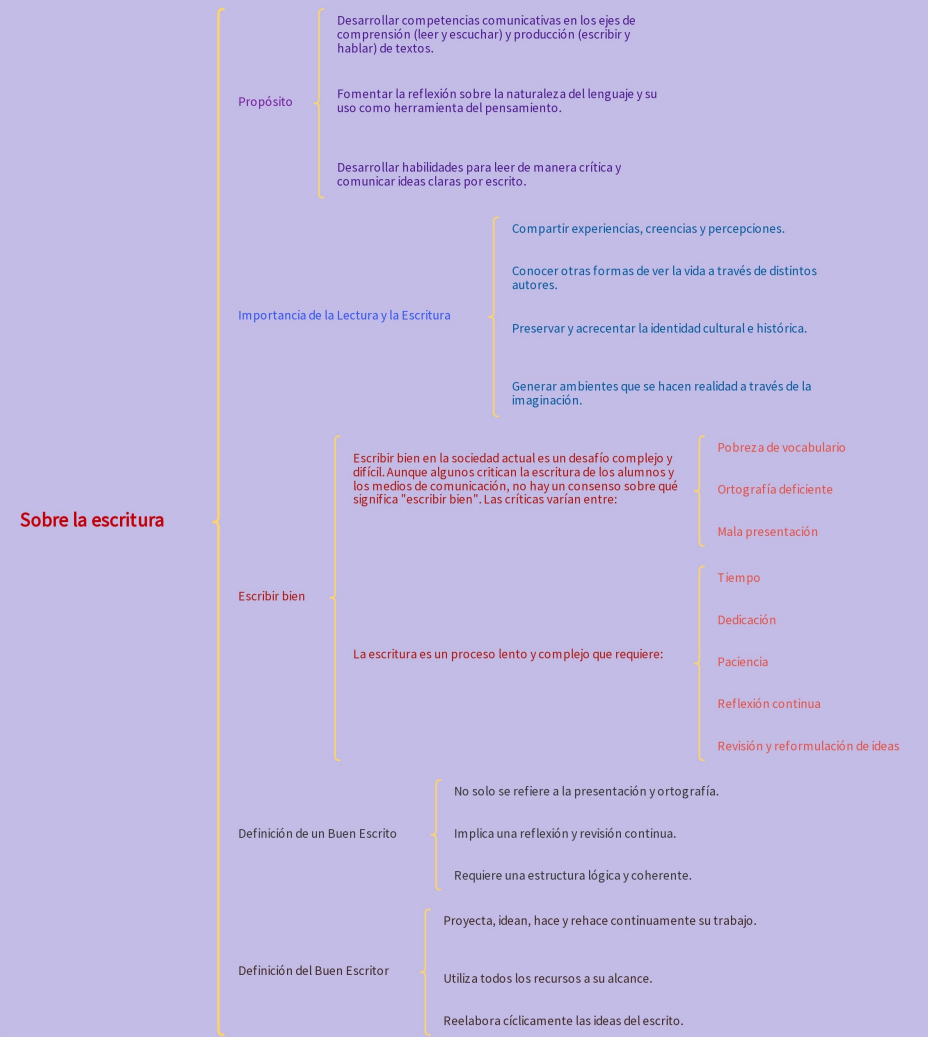 Sobre la escritura
Propósito
Desarrollar competencias comunicativas en los ejes de
comprensión (leer y escuchar) y producción (escribir y
hablar) de textos.
Fomentar la reflexión sobre la naturaleza del lenguaje y su
uso como herramienta del pensamiento.
Desarrollar habilidades para leer de manera crítica y
comunicar ideas claras por escrito.
Importancia de la Lectura y la Escritura
Compartir experiencias, creencias y percepciones.
Conocer otras formas de ver la vida a través de distintos
autores.
Preservar y acrecentar la identidad cultural e histórica.
Generar ambientes que se hacen realidad a través de la
imaginación.
Escribir bien
Escribir bien en la sociedad actual es un desafío complejo y
difícil. Aunque algunos critican la escritura de los alumnos y
los medios de comunicación, no hay un consenso sobre qué
significa "escribir bien". Las críticas varían entre:
Pobreza de vocabulario
Ortografía deficiente
Mala presentación
La escritura es un proceso lento y complejo que requiere:
Tiempo
Dedicación
Paciencia
Reflexión continua
Revisión y reformulación de ideas
Definición de un Buen Escrito
No solo se refiere a la presentación y ortografía.
Implica una reflexión y revisión continua.
Requiere una estructura lógica y coherente.
Definición del Buen Escritor
Proyecta, idean, hace y rehace continuamente su trabajo.
Utiliza todos los recursos a su alcance.
Reelabora cíclicamente las ideas del escrito.